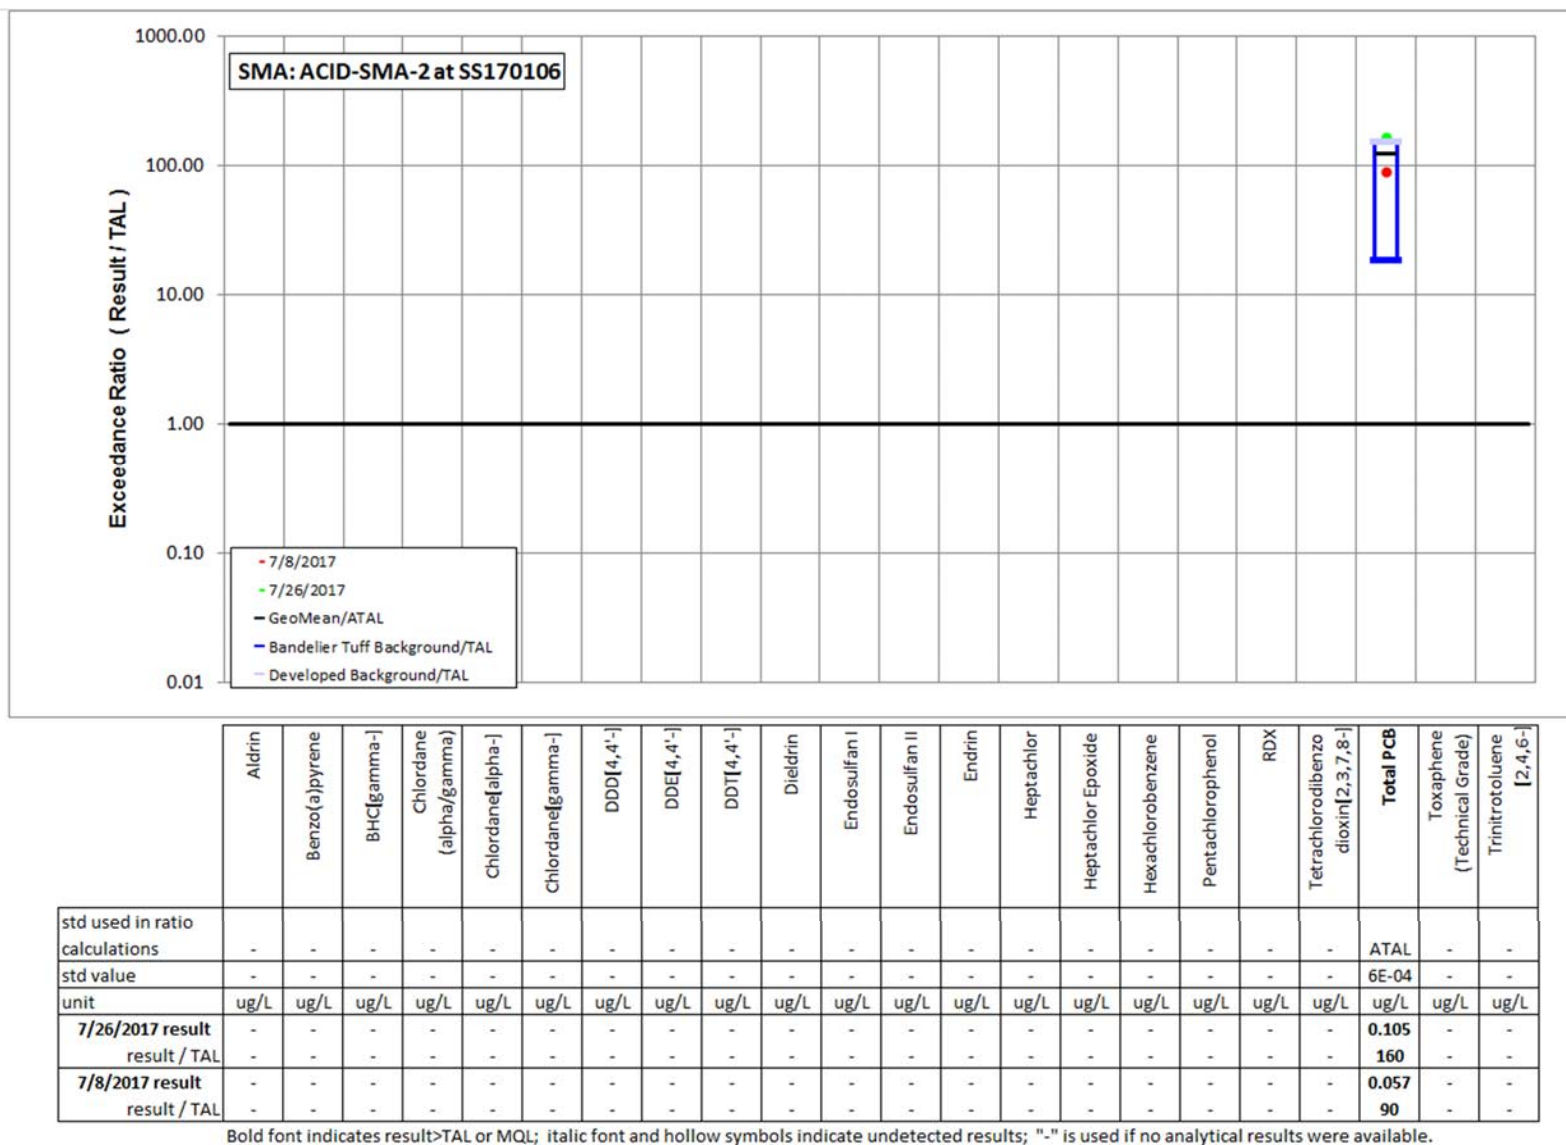 1000.00
SMA: ACID-SMA-2 at SS170106
100.00
10.00
1.00
0.10
0.01
Exceedance Ratio ( Result / TAL )
7/8/2017
7/26/2017
GeoMean/ATAL
Bandelier Tuff Background/TAL
Developed Background/TAL
Aldrin
Benzo(a)pyrene
BHC[gamma-]
Chlordane
(alpha/gamma)
Chlordane[alpha-]
Chlordane[gamma-]
DDD[4,4'-]
DDE[4,4'-]
DDT[4,4'-]
Dieldrin
Endosulfan I
Endosulfan II
Endrin
Heptachlor
Heptachlor Epoxide
Hexachlorobenzene
Pentachlorophenol
RDX
Tetrachlorodibenzo
dioxin[2,3,7,8-]
Total PCB
Toxaphene
(Technical Grade)
Trinitrotoluene
[2,4,6-]
std used in ratio
calculations - - - - - - - - - - - - - - - - - - - ATAL - -
std value - - - - - - - - - - - - - - - - - - - 6E-04 - -
unit ug/L ug/L ug/L ug/L ug/L ug/L ug/L ug/L ug/L ug/L ug/L ug/L ug/L ug/L ug/L ug/L ug/L ug/L ug/L ug/L ug/L ug/L
7/26/2017 result - - - - - - - - - - - - - - - - - - - 0.105 - -
result / TAL - - - - - - - - - - - - - - - - - - - 160 - -
7/8/2017 result - - - - - - - - - - - - - - - - - - - 0.057 - -
result / TAL - - - - - - - - - - - - - - - - - - - 90 - -
Bold font indicates result>TAL or MQL; italic font and hollow symbols indicate undetected results; "-" is used if no analytical results were available.